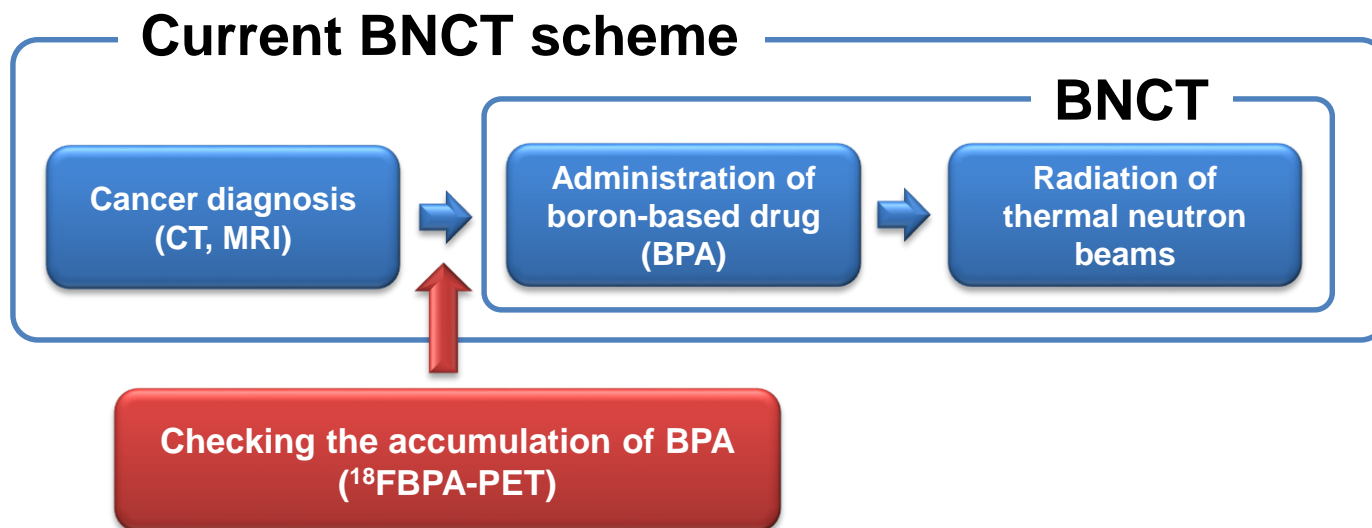 Current BNCT scheme
BNCT
Cancer diagnosis
(CT, MRI)
Administration of
boron-based drug
(BPA)
Radiation of
thermal neutron
beams
Checking the accumulation of BPA
(¹⁸FBPA-PET)